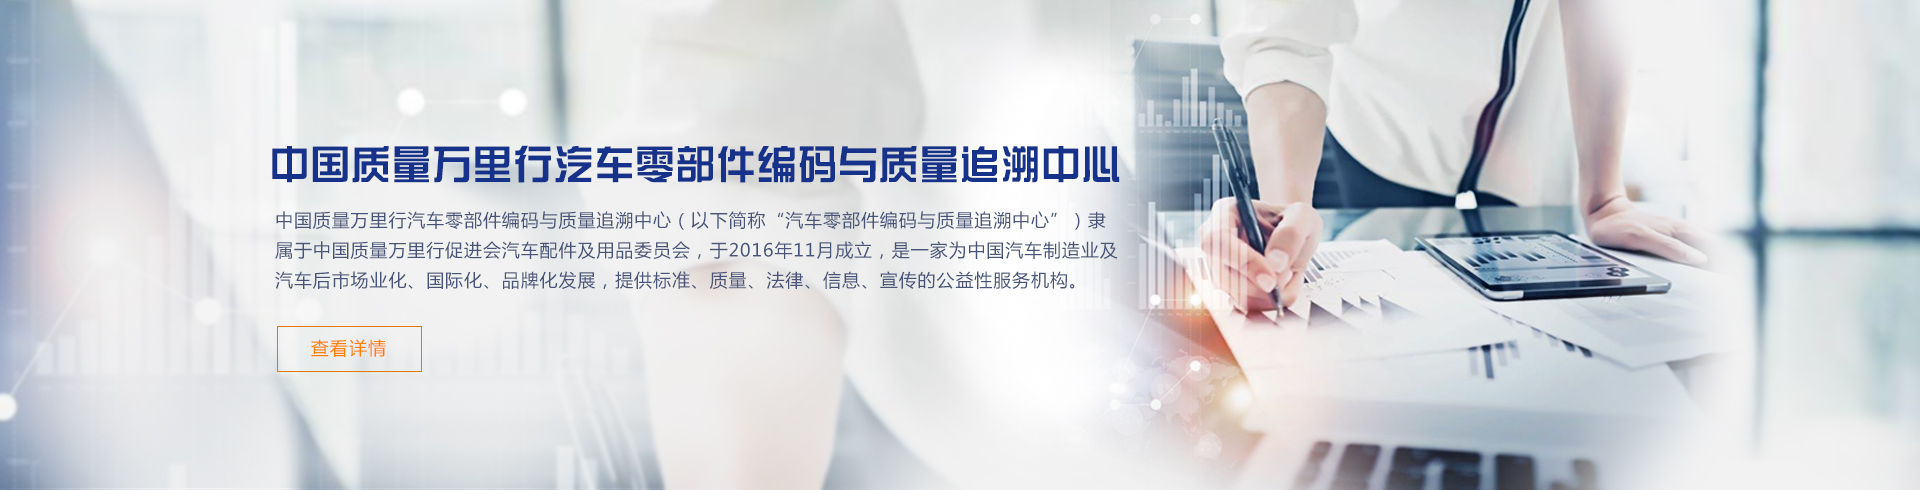 中国质量万里行汽车零部件编码与质量追溯中心
中国质量万里行汽车零部件编码与质量追溯中心（以下简称“汽车零部件编码与质量追溯中心”）隶
属于中国质量万里行促进会汽车配件及用品委员会，于2016年11月成立，是一家为中国汽车制造业及
汽车后市场业化、国际化、品牌化发展，提供标准、质量、法律、信息、宣传的公益性服务机构。
查看详情